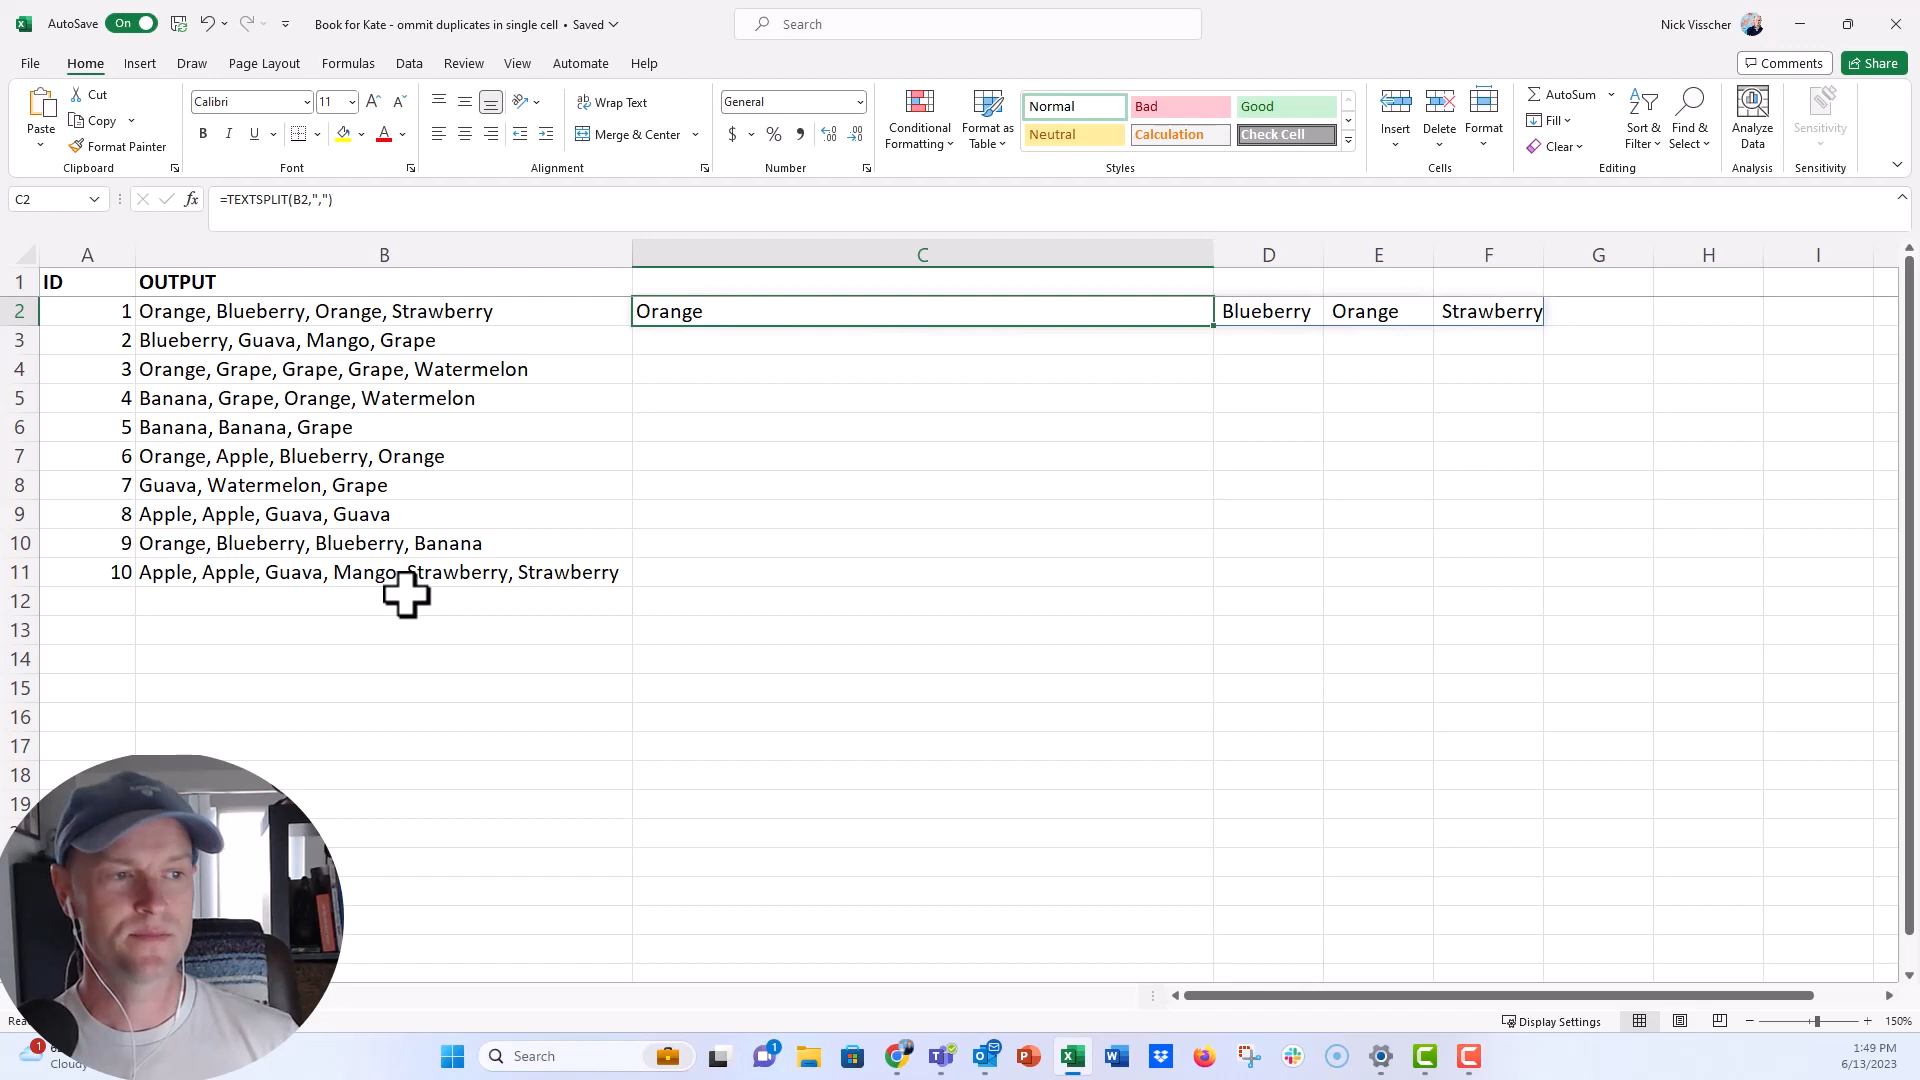 AutoSave On Book for Kate - ommit duplicates in single cell • Saved Search Nick Visscher
File Home Insert Draw Page Layout Formulas Data Review View Automate Help Comments Share
Paste Cut Copy Format Painter Clipboard
Calibri 11 B I U A Font
Wrap Text Merge & Center Alignment
General $ % , Number
Conditional Formatting Format as Table Normal Bad Good Neutral Calculation Check Cell Styles
Insert Delete Format Cells
AutoSum Fill Clear Sort & Filter Find & Select Editing
Analyze Data Analysis
Sensitivity Sensitivity
C2 fx =TEXTSPLIT(B2,",")
A B C D E F G H I
1 ID OUTPUT
2 1 Orange, Blueberry, Orange, Strawberry Orange Blueberry Orange Strawberry
3 2 Blueberry, Guava, Mango, Grape
4 3 Orange, Grape, Grape, Grape, Watermelon
5 4 Banana, Grape, Orange, Watermelon
6 5 Banana, Banana, Grape
7 6 Orange, Apple, Blueberry, Orange
8 7 Guava, Watermelon, Grape
9 8 Apple, Apple, Guava, Guava
10 9 Orange, Blueberry, Blueberry, Banana
11 10 Apple, Apple, Guava, Mango, Strawberry, Strawberry
12
13
14
15
16
17
18
19
Display Settings 150%
1 Cloudy Search 1 1:49 PM
6/13/2023